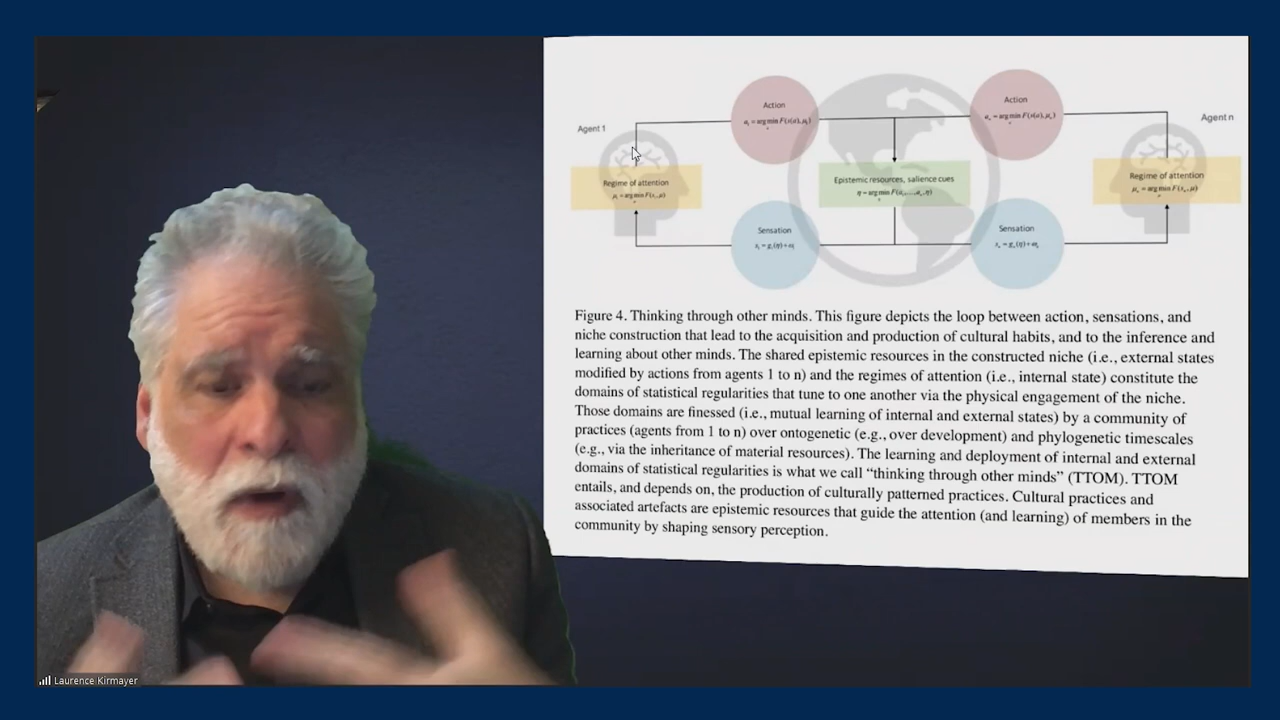 Action
Action
Agent 1
Agent n
Regime of attention
Epistemic resources, salience cues
Regime of attention
Sensation
Sensation
Figure 4. Thinking through other minds. This figure depicts the loop between action, sensations, and
niche construction that lead to the acquisition and production of cultural habits, and to the inference and
learning about other minds. The shared epistemic resources in the constructed niche (i.e., external states
modified by actions from agents 1 to n) and the regimes of attention (i.e., internal state) constitute the
domains of statistical regularities that tune to one another via the physical engagement of the niche.
Those domains are finessed (i.e., mutual learning of internal and external states) by a community of
practices (agents from 1 to n) over ontogenetic (e.g., over development) and phylogenetic timescales
(e.g., via the inheritance of material resources). The learning and deployment of internal and external
domains of statistical regularities is what we call “thinking through other minds” (TTOM). TTOM
entails, and depends on, the production of culturally patterned practices. Cultural practices and
associated artefacts are epistemic resources that guide the attention (and learning) of members in the
community by shaping sensory perception.
Laurence Kirmayer